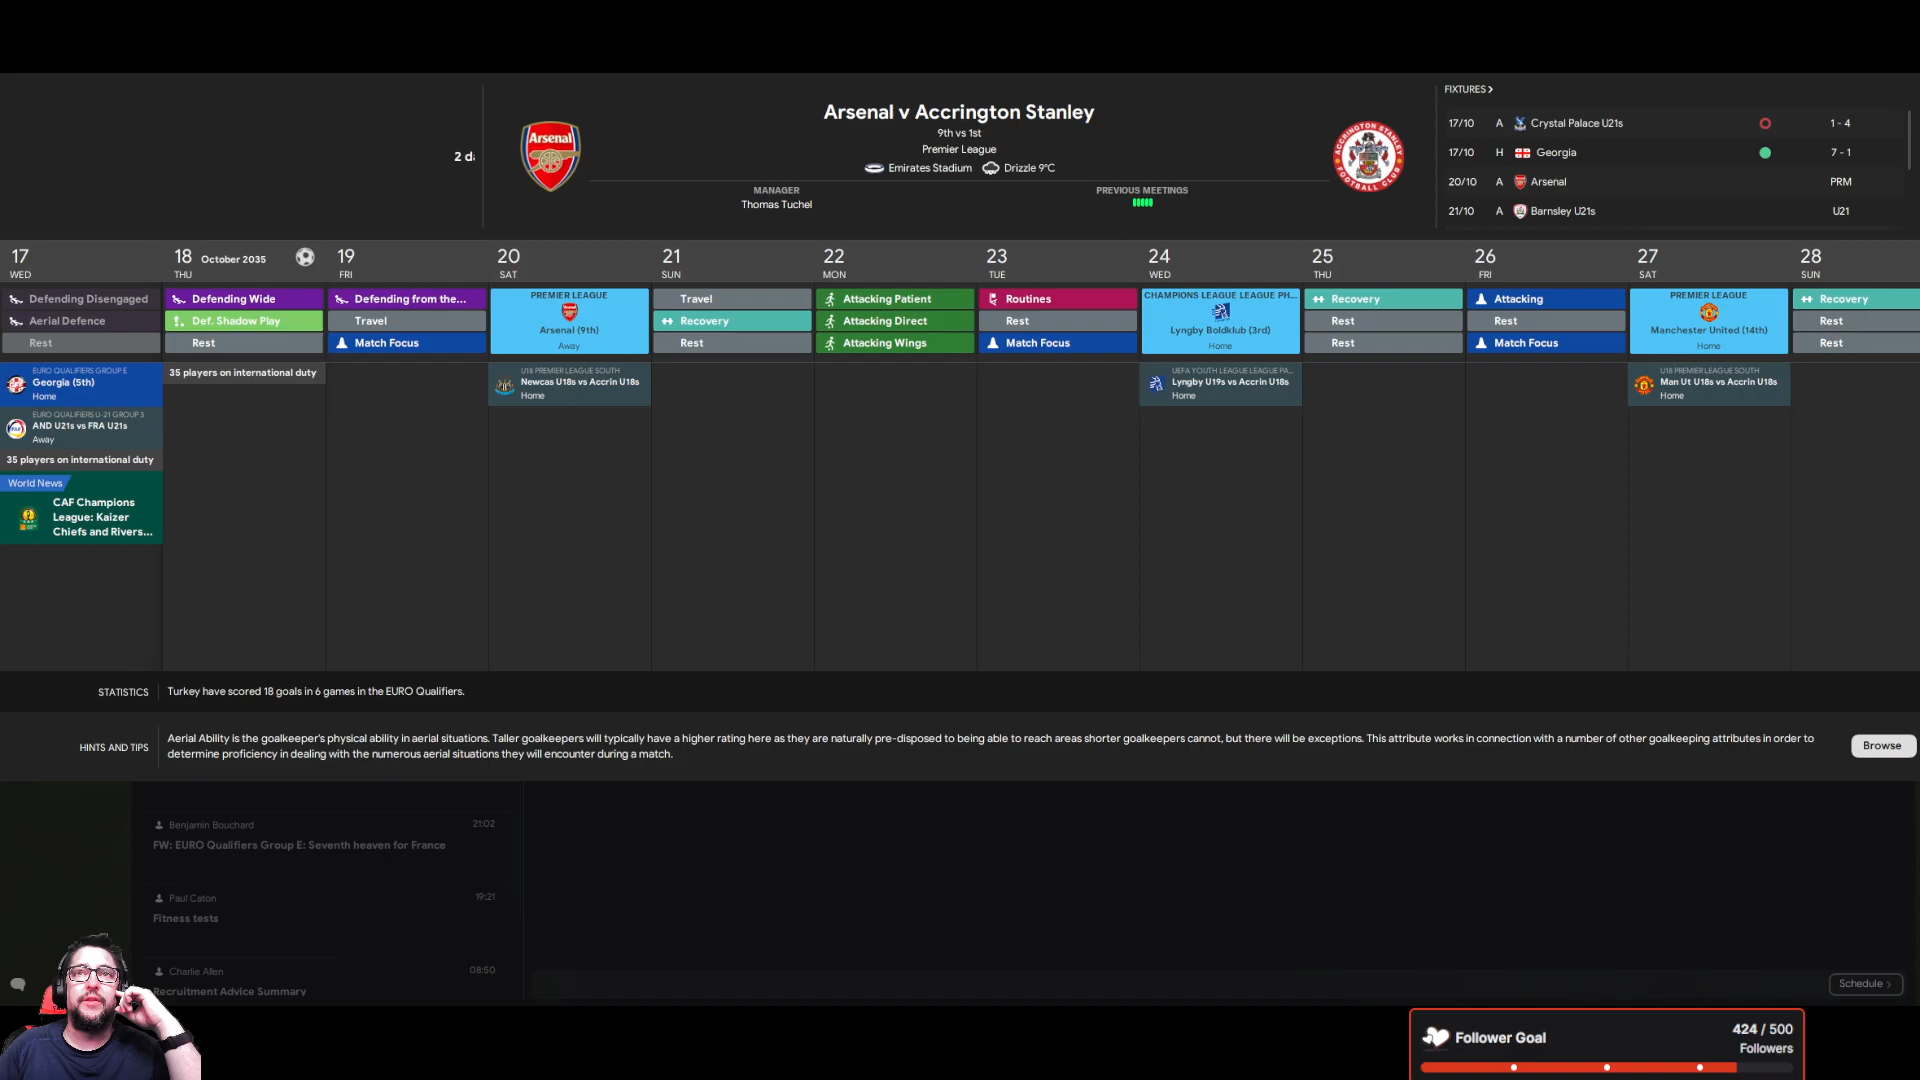 Arsenal v Accrington Stanley
9th vs 1st
Premier League
Emirates Stadium Drizzle 9°C
MANAGER
Thomas Tuchel
PREVIOUS MEETINGS
Arsenal
FIXTURES
17/10 A Crystal Palace U21s 1 - 4
17/10 H Georgia 7 - 1
20/10 A Arsenal PRM
21/10 A Barnsley U21s U21
17 WED
18 October 2035 THU
19 FRI
20 SAT
21 SUN
22 MON
23 TUE
24 WED
25 THU
26 FRI
27 SAT
28 SUN
Defending Disengaged
Aerial Defence
Rest
Defending Wide
Def. Shadow Play
Rest
Defending from the...
Travel
Match Focus
PREMIER LEAGUE
Arsenal (9th)
Away
Travel
Recovery
Rest
Attacking Patient
Attacking Direct
Attacking Wings
Routines
Rest
Match Focus
CHAMPIONS LEAGUE LEAGUE PH...
Lyngby Boldklub (3rd)
Home
Recovery
Rest
Rest
Attacking
Rest
Match Focus
PREMIER LEAGUE
Manchester United (14th)
Home
Recovery
Rest
Rest
EURO QUALIFIERS GROUP E
Georgia (5th)
Home
EURO QUALIFIERS U-21 GROUP 3
AND U21s vs FRA U21s
Away
35 players on international duty
World News
CAF Champions
League: Kaizer
Chiefs and Rivers...
35 players on international duty
U18 PREMIER LEAGUE SOUTH
Newcas U18s vs Accrin U18s
Home
UEFA YOUTH LEAGUE LEAGUE PA...
Lyngby U19s vs Accrin U18s
Home
U18 PREMIER LEAGUE SOUTH
Man Ut U18s vs Accrin U18s
Home
STATISTICS
Turkey have scored 18 goals in 6 games in the EURO Qualifiers.
HINTS AND TIPS
Aerial Ability is the goalkeeper's physical ability in aerial situations. Taller goalkeepers will typically have a higher rating here as they are naturally pre-disposed to being able to reach areas shorter goalkeepers cannot, but there will be exceptions. This attribute works in connection with a number of other goalkeeping attributes in order to
determine proficiency in dealing with the numerous aerial situations they will encounter during a match.
Browse
Benjamin Bouchard 21:02
FW: EURO Qualifiers Group E: Seventh heaven for France
Paul Caton 19:21
Fitness tests
Charlie Allen 08:50
Recruitment Advice Summary
Schedule
Follower Goal
424 / 500
Followers